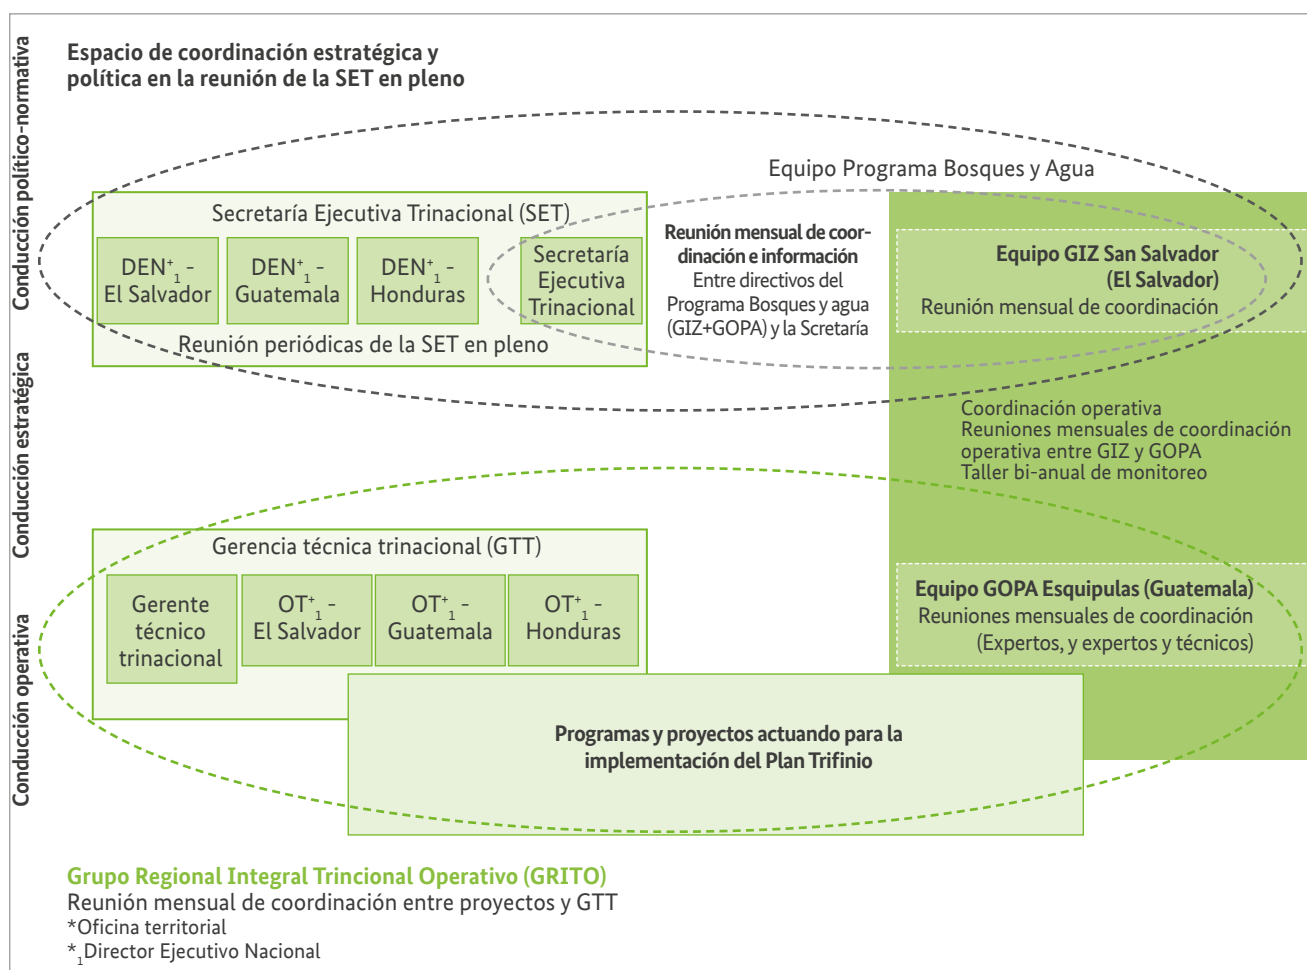 Espacio de coordinación estratégica y
política en la reunión de la SET en pleno
Conducción político-normativa
Conducción estratégica
Conducción operativa
Equipo Programa Bosques y Agua
Secretaría Ejecutiva Trinacional (SET)
DEN⁺₁ -
El Salvador
DEN⁺₁ -
Guatemala
DEN⁺₁ -
Honduras
Secretaría
Ejecutiva
Trinacional
Reunión periódicas de la SET en pleno
Reunión mensual de coor-
dinación e información
Entre directivos del
Programa Bosques y agua
(GIZ+GOPA) y la Scretaría
Equipo GIZ San Salvador
(El Salvador)
Reunión mensual de coordinación
Coordinación operativa
Reuniones mensuales de coordinación
operativa entre GIZ y GOPA
Taller bi-anual de monitoreo
Gerencia técnica trinacional (GTT)
Gerente
técnico
trinacional
OT⁺₁ -
El Salvador
OT⁺₁ -
Guatemala
OT⁺₁ -
Honduras
Equipo GOPA Esquipulas (Guatemala)
Reuniones mensuales de coordinación
(Expertos, y expertos y técnicos)
Programas y proyectos actuando para la
implementación del Plan Trifinio
Grupo Regional Integral Trincional Operativo (GRITO)
Reunión mensual de coordinación entre proyectos y GTT
*Oficina territorial
*₁Director Ejecutivo Nacional